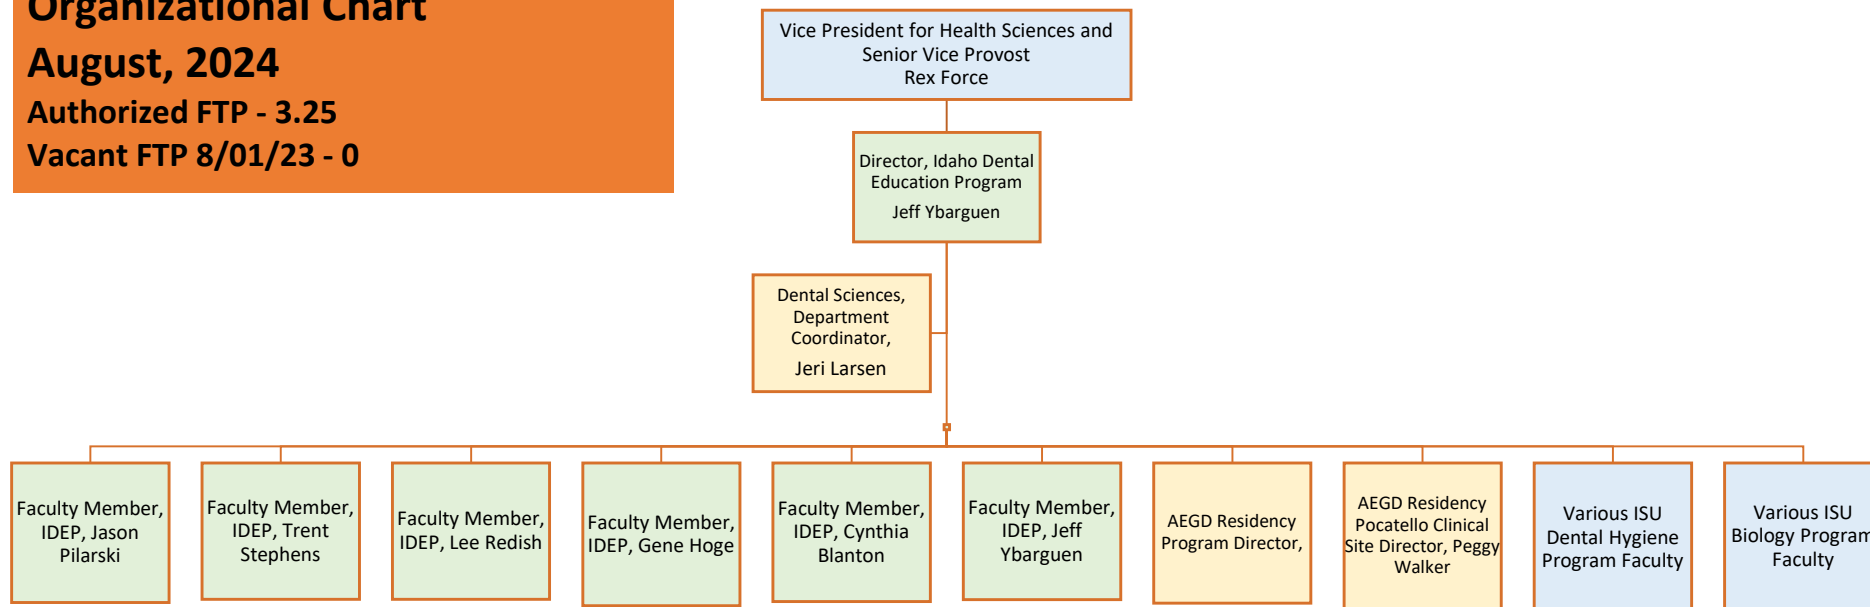 Organizational Chart
August, 2024
Authorized FTP - 3.25
Vacant FTP 8/01/23 - 0
Vice President for Health Sciences and
Senior Vice Provost
Rex Force
Director, Idaho Dental
Education Program
Jeff Ybarguen
Dental Sciences,
Department
Coordinator,
Jeri Larsen
Faculty Member,
IDEP, Jason
Pilarski
Faculty Member,
IDEP, Trent
Stephens
Faculty Member,
IDEP, Lee Redish
Faculty Member,
IDEP, Gene Hoge
Faculty Member,
IDEP, Cynthia
Blanton
Faculty Member,
IDEP, Jeff
Ybarguen
AEGD Residency
Program Director,
AEGD Residency
Pocatello Clinical
Site Director, Peggy
Walker
Various ISU
Dental Hygiene
Program Faculty
Various ISU
Biology Program
Faculty